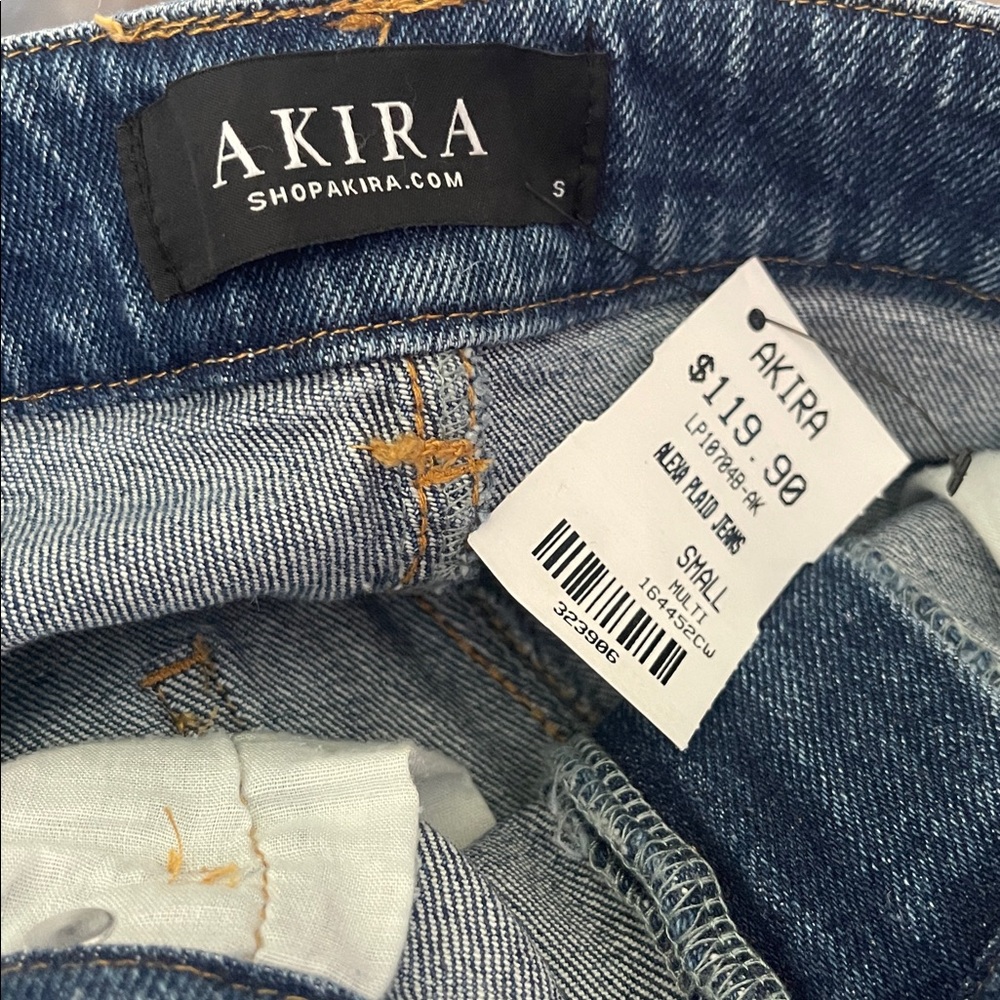 AKIRA
SHOPAKIRA.COM
S
AKIRA
$119.90
LP10704B-AK
ALEXA PLAID JEANS
SMALL
MULTI
164452CW
323906